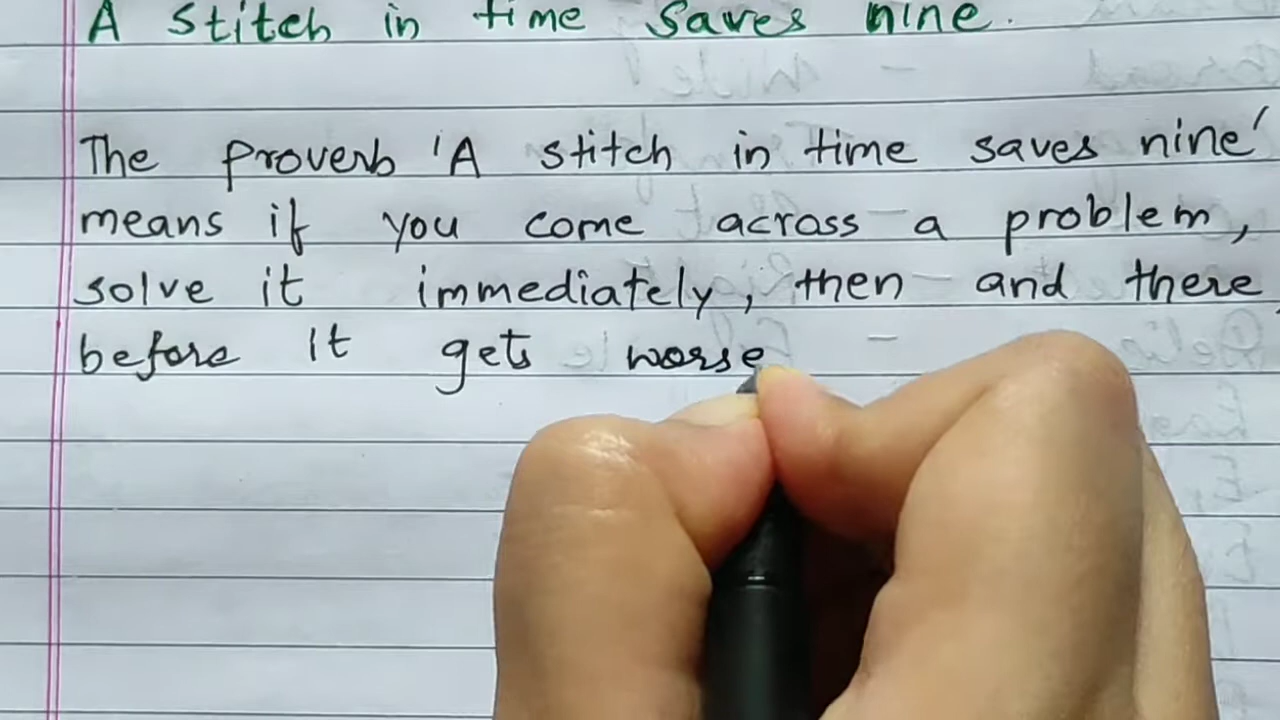 A stitch in time saves nine.
The proverb 'A stitch in time saves nine'
means if you come across a problem,
solve it immediately, then and there,
before it gets worse